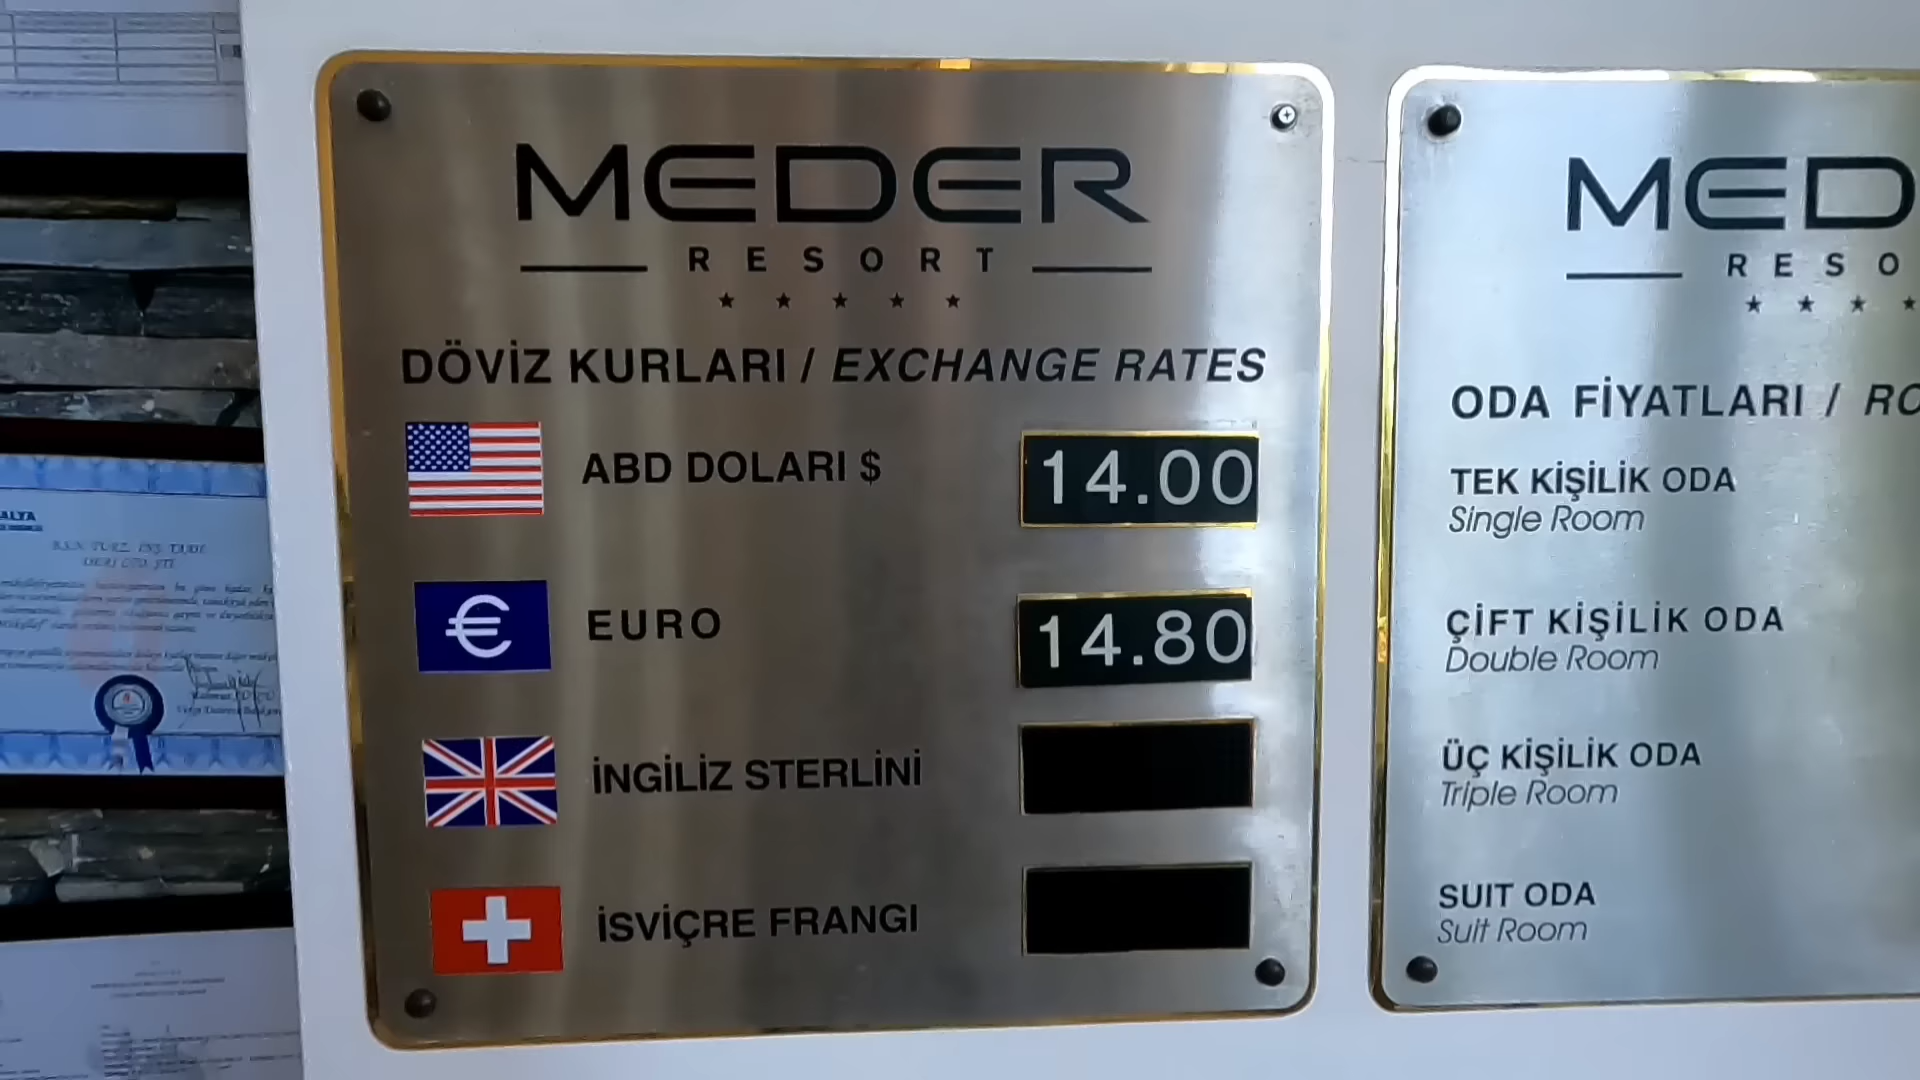 MEDER
RESORT
DÖVİZ KURLARI / EXCHANGE RATES
ABD DOLARI $ 14.00
€ EURO 14.80
İNGİLİZ STERLİNİ
İSVİÇRE FRANGI
MED
RESO
ODA FİYATLARI / RO
TEK KİŞİLİK ODA
Single Room
ÇİFT KİŞİLİK ODA
Double Room
ÜÇ KİŞİLİK ODA
Triple Room
SUIT ODA
Suit Room
ALYA